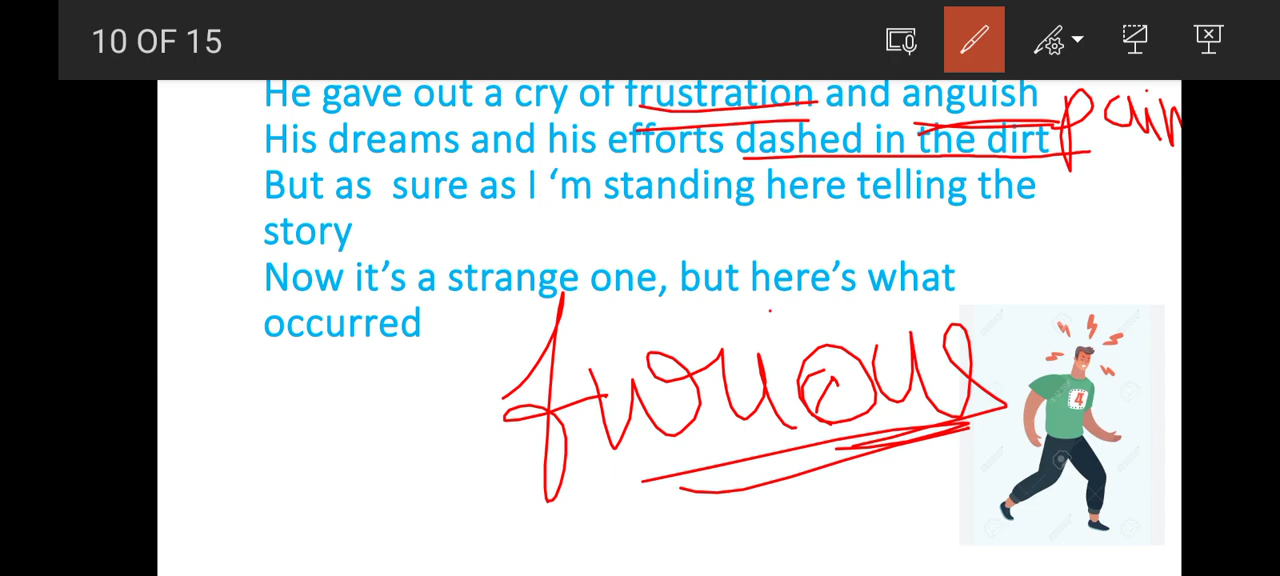 10 OF 15
He gave out a cry of frustration and anguish
pain
His dreams and his efforts dashed in the dirt
But as sure as I ‘m standing here telling the
story
Now it’s a strange one, but here’s what
occurred
furious
4